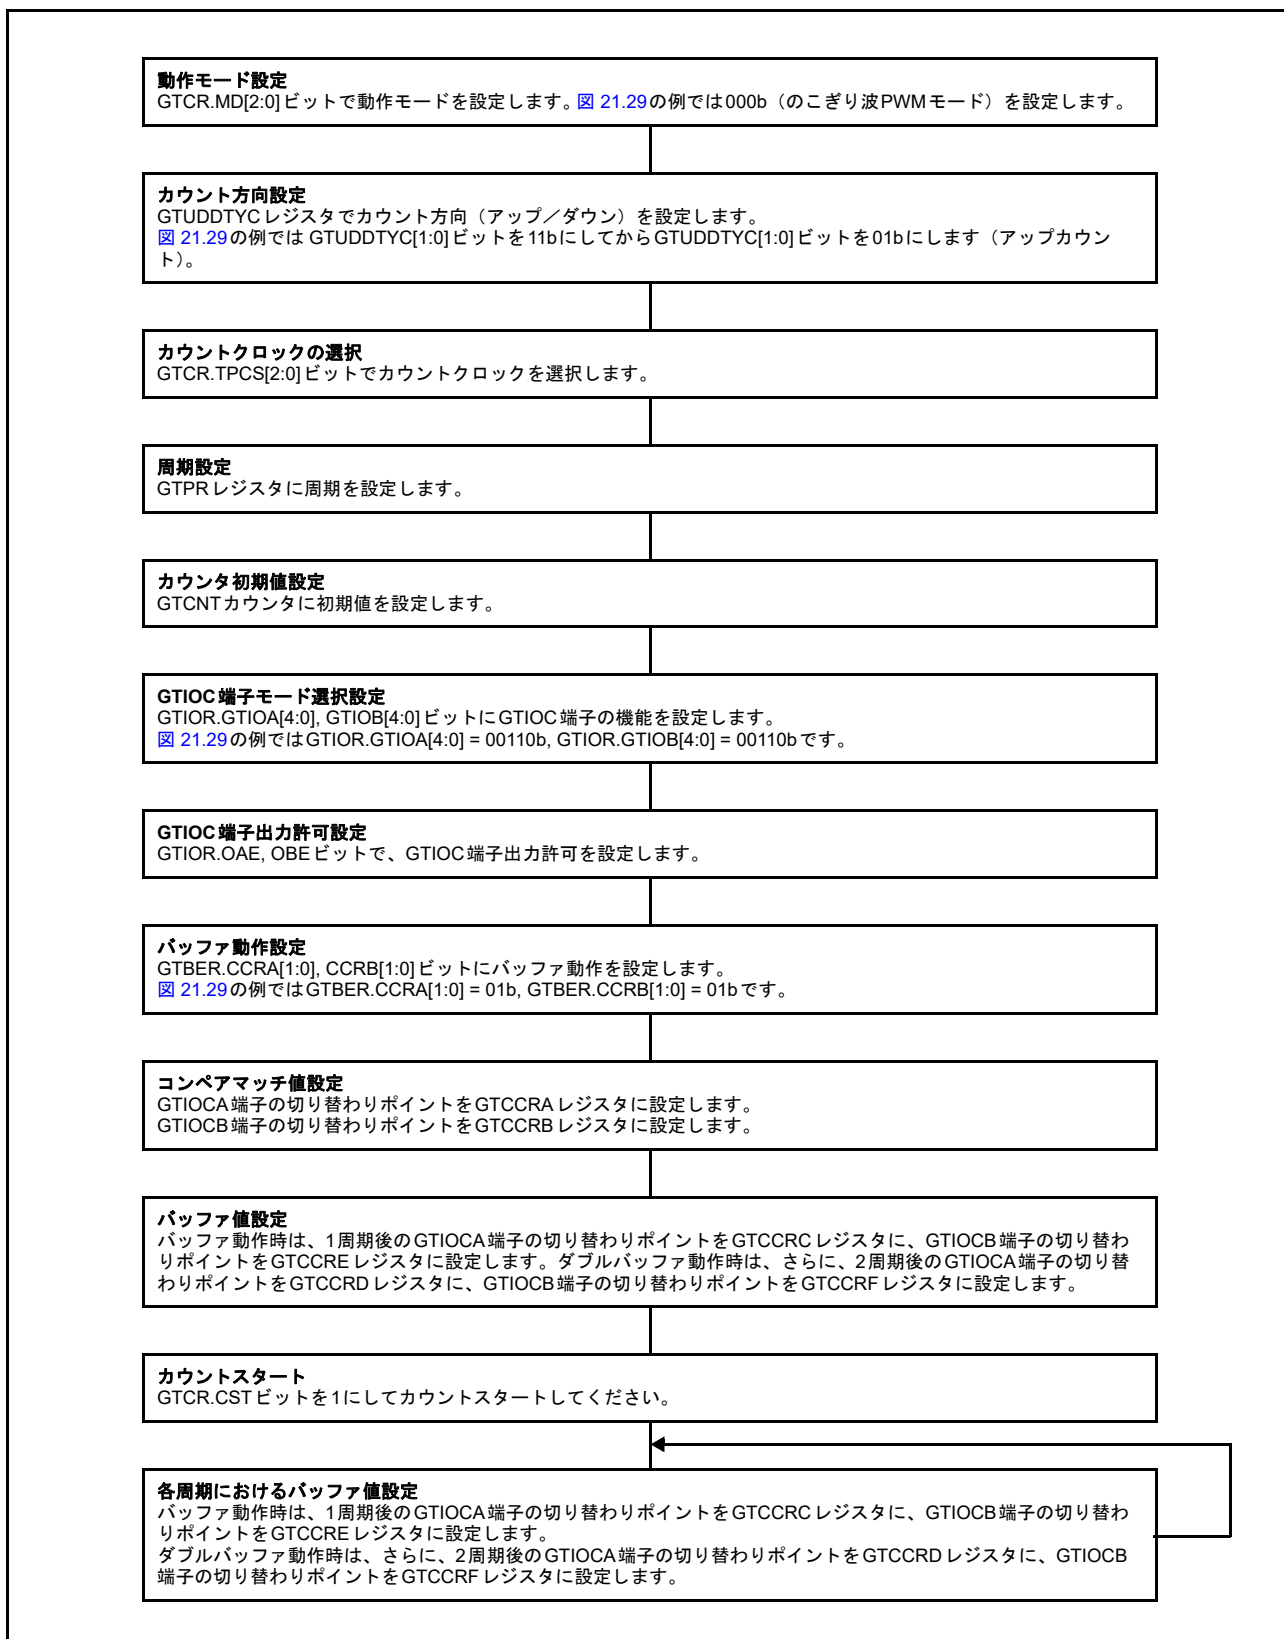 動作モード設定
GTCR.MD[2:0]ビットで動作モードを設定します。図 21.29の例では000b（のこぎり波PWMモード）を設定します。
カウント方向設定
GTUDDTYCレジスタでカウント方向（アップ／ダウン）を設定します。
図 21.29の例では GTUDDTYC[1:0]ビットを11bにしてからGTUDDTYC[1:0]ビットを01bにします（アップカウン
ト）。
カウントクロックの選択
GTCR.TPCS[2:0]ビットでカウントクロックを選択します。
周期設定
GTPRレジスタに周期を設定します。
カウンタ初期値設定
GTCNTカウンタに初期値を設定します。
GTIOC端子モード選択設定
GTIOR.GTIOA[4:0], GTIOB[4:0]ビットにGTIOC端子の機能を設定します。
図 21.29の例ではGTIOR.GTIOA[4:0] = 00110b, GTIOR.GTIOB[4:0] = 00110bです。
GTIOC端子出力許可設定
GTIOR.OAE, OBEビットで、GTIOC端子出力許可を設定します。
バッファ動作設定
GTBER.CCRA[1:0], CCRB[1:0]ビットにバッファ動作を設定します。
図 21.29の例ではGTBER.CCRA[1:0] = 01b, GTBER.CCRB[1:0] = 01bです。
コンペアマッチ値設定
GTIOCA端子の切り替わりポイントをGTCCRAレジスタに設定します。
GTIOCB端子の切り替わりポイントをGTCCRBレジスタに設定します。
バッファ値設定
バッファ動作時は、1周期後のGTIOCA端子の切り替わりポイントをGTCCRCレジスタに、GTIOCB端子の切り替わ
りポイントをGTCCREレジスタに設定します。ダブルバッファ動作時は、さらに、2周期後のGTIOCA端子の切り替
わりポイントをGTCCRDレジスタに、GTIOCB端子の切り替わりポイントをGTCCRFレジスタに設定します。
カウントスタート
GTCR.CSTビットを1にしてカウントスタートしてください。
各周期におけるバッファ値設定
バッファ動作時は、1周期後のGTIOCA端子の切り替わりポイントをGTCCRCレジスタに、GTIOCB端子の切り替わ
りポイントをGTCCREレジスタに設定します。
ダブルバッファ動作時は、さらに、2周期後のGTIOCA端子の切り替わりポイントをGTCCRDレジスタに、GTIOCB
端子の切り替わりポイントをGTCCRFレジスタに設定します。